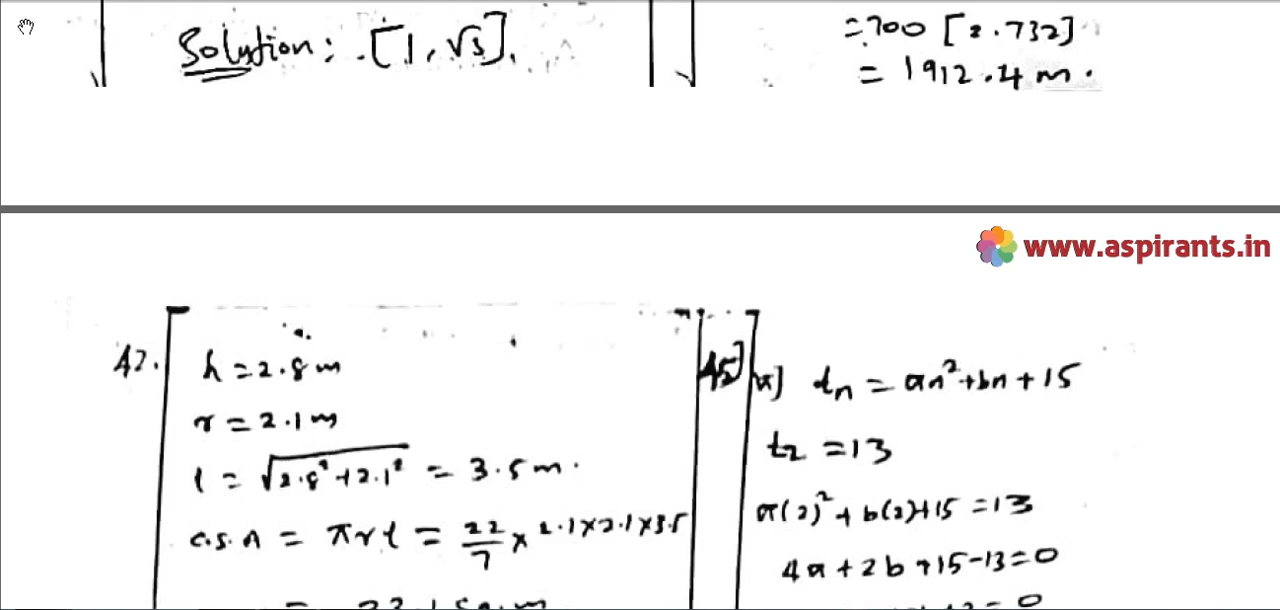 Solution: [1, √3].
= 700 [2.732]
= 1912.4 m.
www.aspirants.in
42.
h = 2.8 m
r = 2.1 m
l = √2.8² + 2.1² = 3.5 m.
C.S.A = πrl = 22/7 × 2.1 × 2.1 × 3.5
45] a] tn = an² + bn + 15
t2 = 13
a(2)² + b(2) + 15 = 13
4a + 2b + 15 - 13 = 0